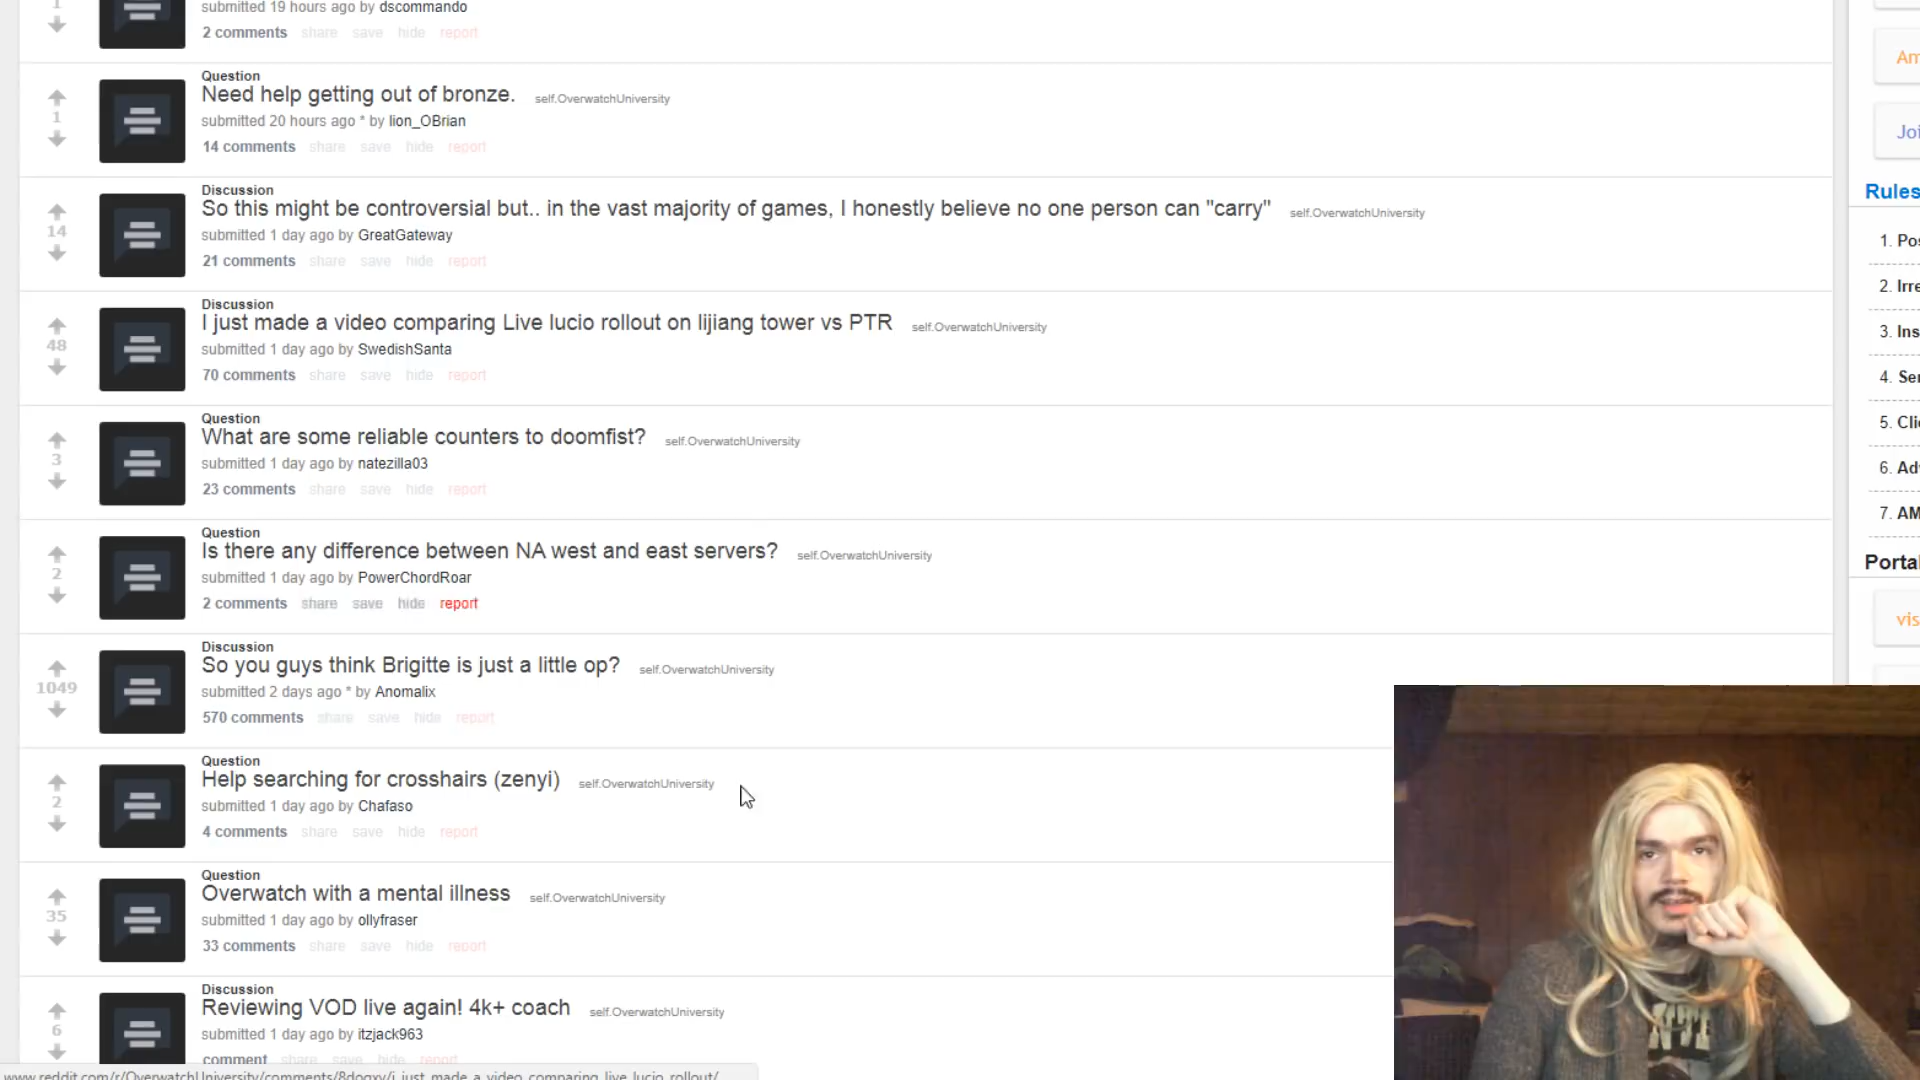 1
submitted 19 hours ago by dscommando
2 comments share save hide report
Question
Need help getting out of bronze. self.OverwatchUniversity
1
submitted 20 hours ago * by lion_OBrian
14 comments share save hide report
Discussion
So this might be controversial but.. in the vast majority of games, I honestly believe no one person can "carry" self.OverwatchUniversity
14
submitted 1 day ago by GreatGateway
21 comments share save hide report
Discussion
I just made a video comparing Live lucio rollout on lijiang tower vs PTR self.OverwatchUniversity
48
submitted 1 day ago by SwedishSanta
70 comments share save hide report
Question
What are some reliable counters to doomfist? self.OverwatchUniversity
3
submitted 1 day ago by natezilla03
23 comments share save hide report
Question
Is there any difference between NA west and east servers? self.OverwatchUniversity
2
submitted 1 day ago by PowerChordRoar
2 comments share save hide report
Discussion
So you guys think Brigitte is just a little op? self.OverwatchUniversity
1049
submitted 2 days ago * by Anomalix
570 comments share save hide report
Question
Help searching for crosshairs (zenyi) self.OverwatchUniversity
2
submitted 1 day ago by Chafaso
4 comments share save hide report
Question
Overwatch with a mental illness self.OverwatchUniversity
35
submitted 1 day ago by ollyfraser
33 comments share save hide report
Discussion
Reviewing VOD live again! 4k+ coach self.OverwatchUniversity
6
submitted 1 day ago by itzjack963
comment share save hide report
Am
Joi
Rules
1. Pos
2. Irre
3. Ins
4. Ser
5. Clic
6. Ad
7. AM
Portal
vis